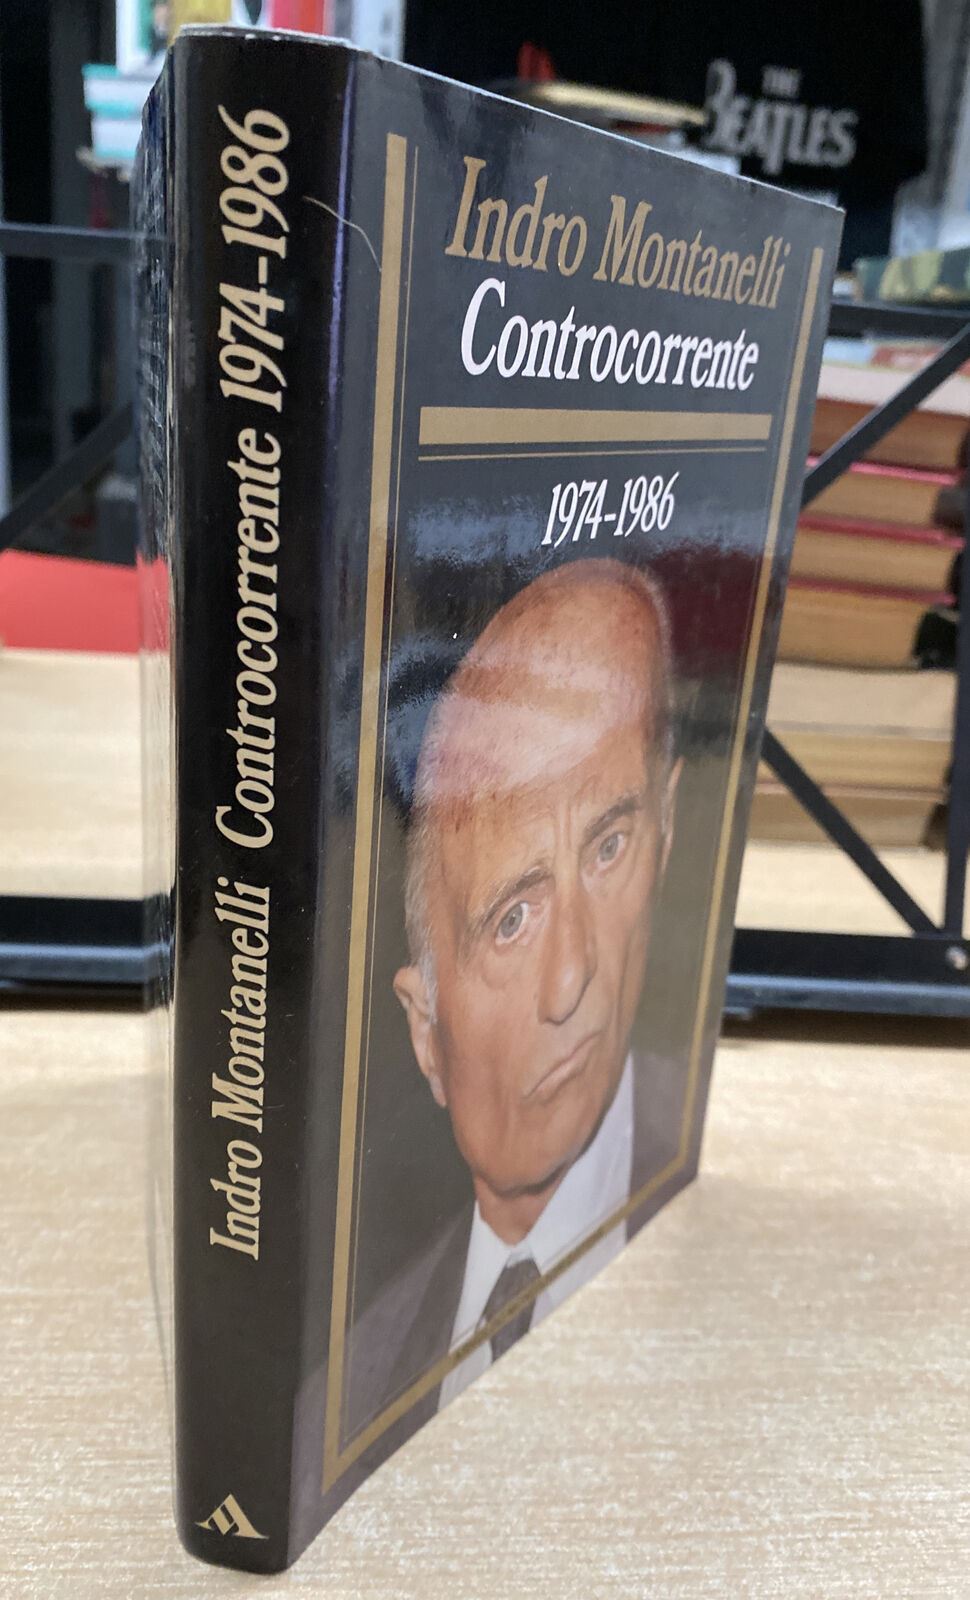 Indro Montanelli Controcorrente 1974-1986
Indro Montanelli
Controcorrente
1974-1986
THE
BEATLES